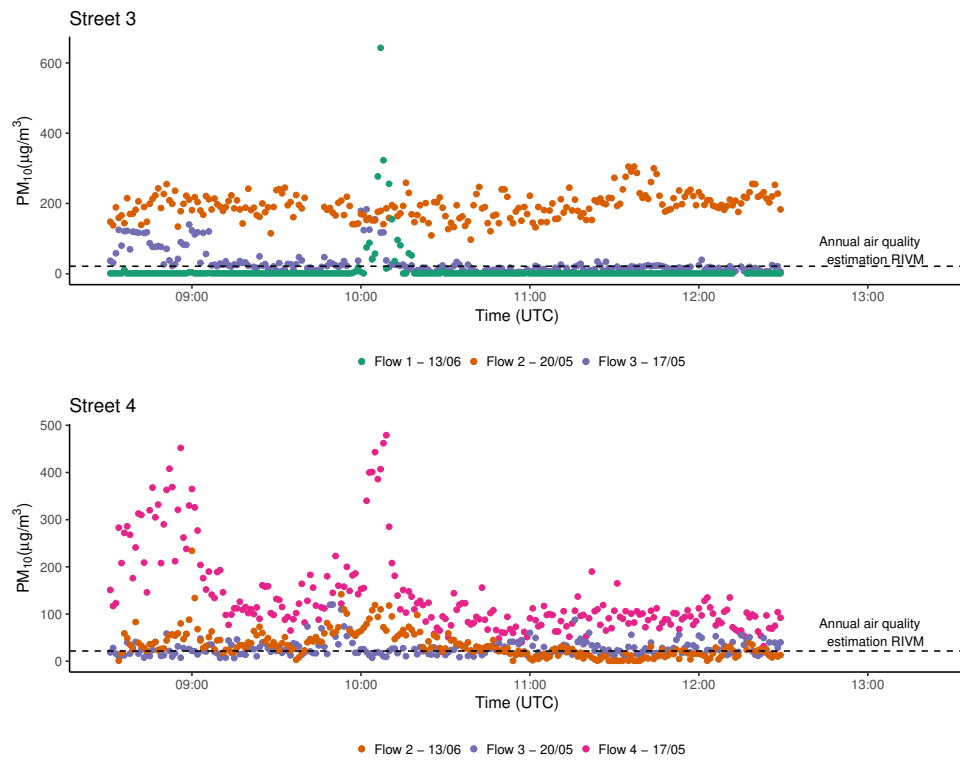 Street 3
PM10(µg/m3)
600
400
200
0
Annual air quality
estimation RIVM
09:00 10:00 11:00 12:00 13:00
Time (UTC)
Flow 1 − 13/06 Flow 2 − 20/05 Flow 3 − 17/05
Street 4
PM10(µg/m3)
500
400
300
200
100
0
Annual air quality
estimation RIVM
09:00 10:00 11:00 12:00 13:00
Time (UTC)
Flow 2 − 13/06 Flow 3 − 20/05 Flow 4 − 17/05